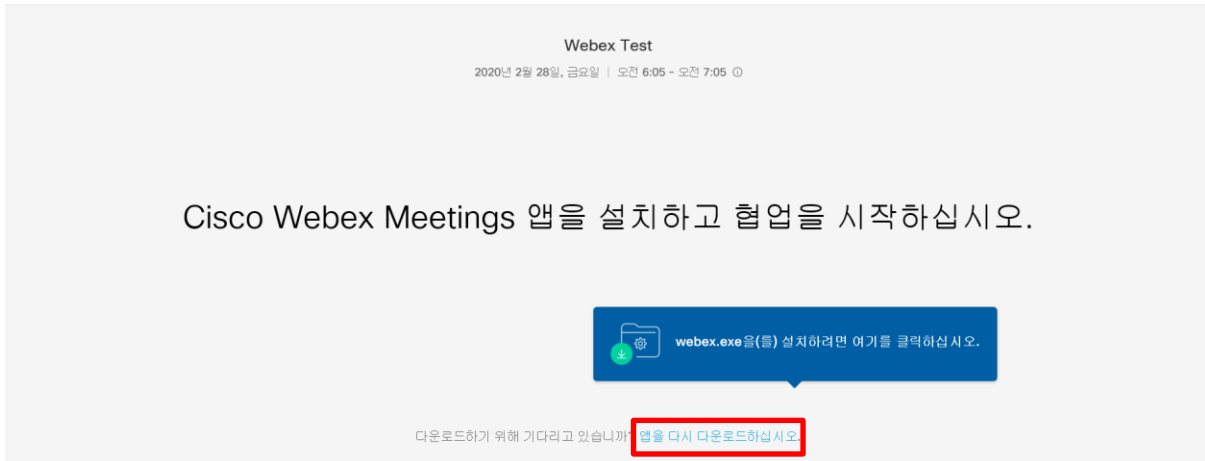 Webex Test
2020년 2월 28일, 금요일 | 오전 6:05 - 오전 7:05
Cisco Webex Meetings 앱을 설치하고 협업을 시작하십시오.
webex.exe을(를) 설치하려면 여기를 클릭하십시오.
다운로드하기 위해 기다리고 있습니까? 앱을 다시 다운로드하십시오.